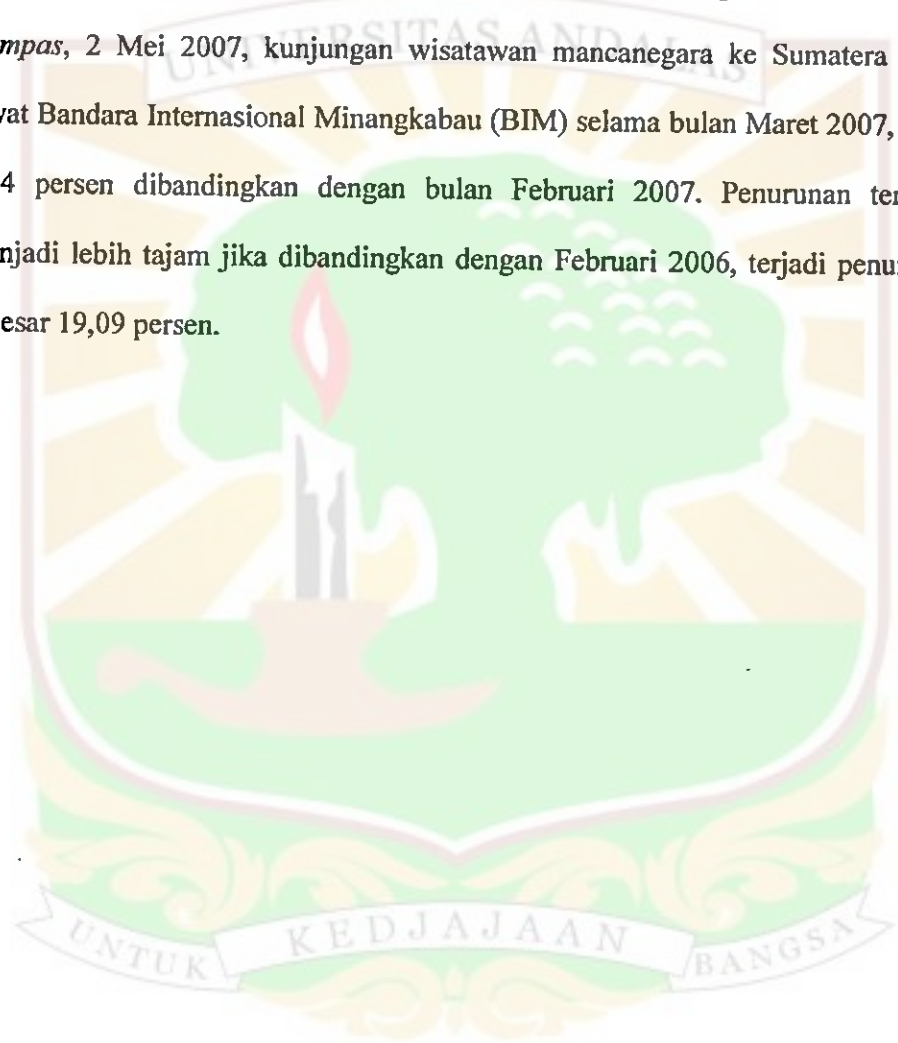 UNIVERSITAS ANDALAS
mpas, 2 Mei 2007, kunjungan wisatawan mancanegara ke Sumatera
wat Bandara Internasional Minangkabau (BIM) selama bulan Maret 2007,
4 persen dibandingkan dengan bulan Februari 2007. Penurunan ter
njadi lebih tajam jika dibandingkan dengan Februari 2006, terjadi penu
esar 19,09 persen.
UNTUK KEDJAJAAN BANGSA